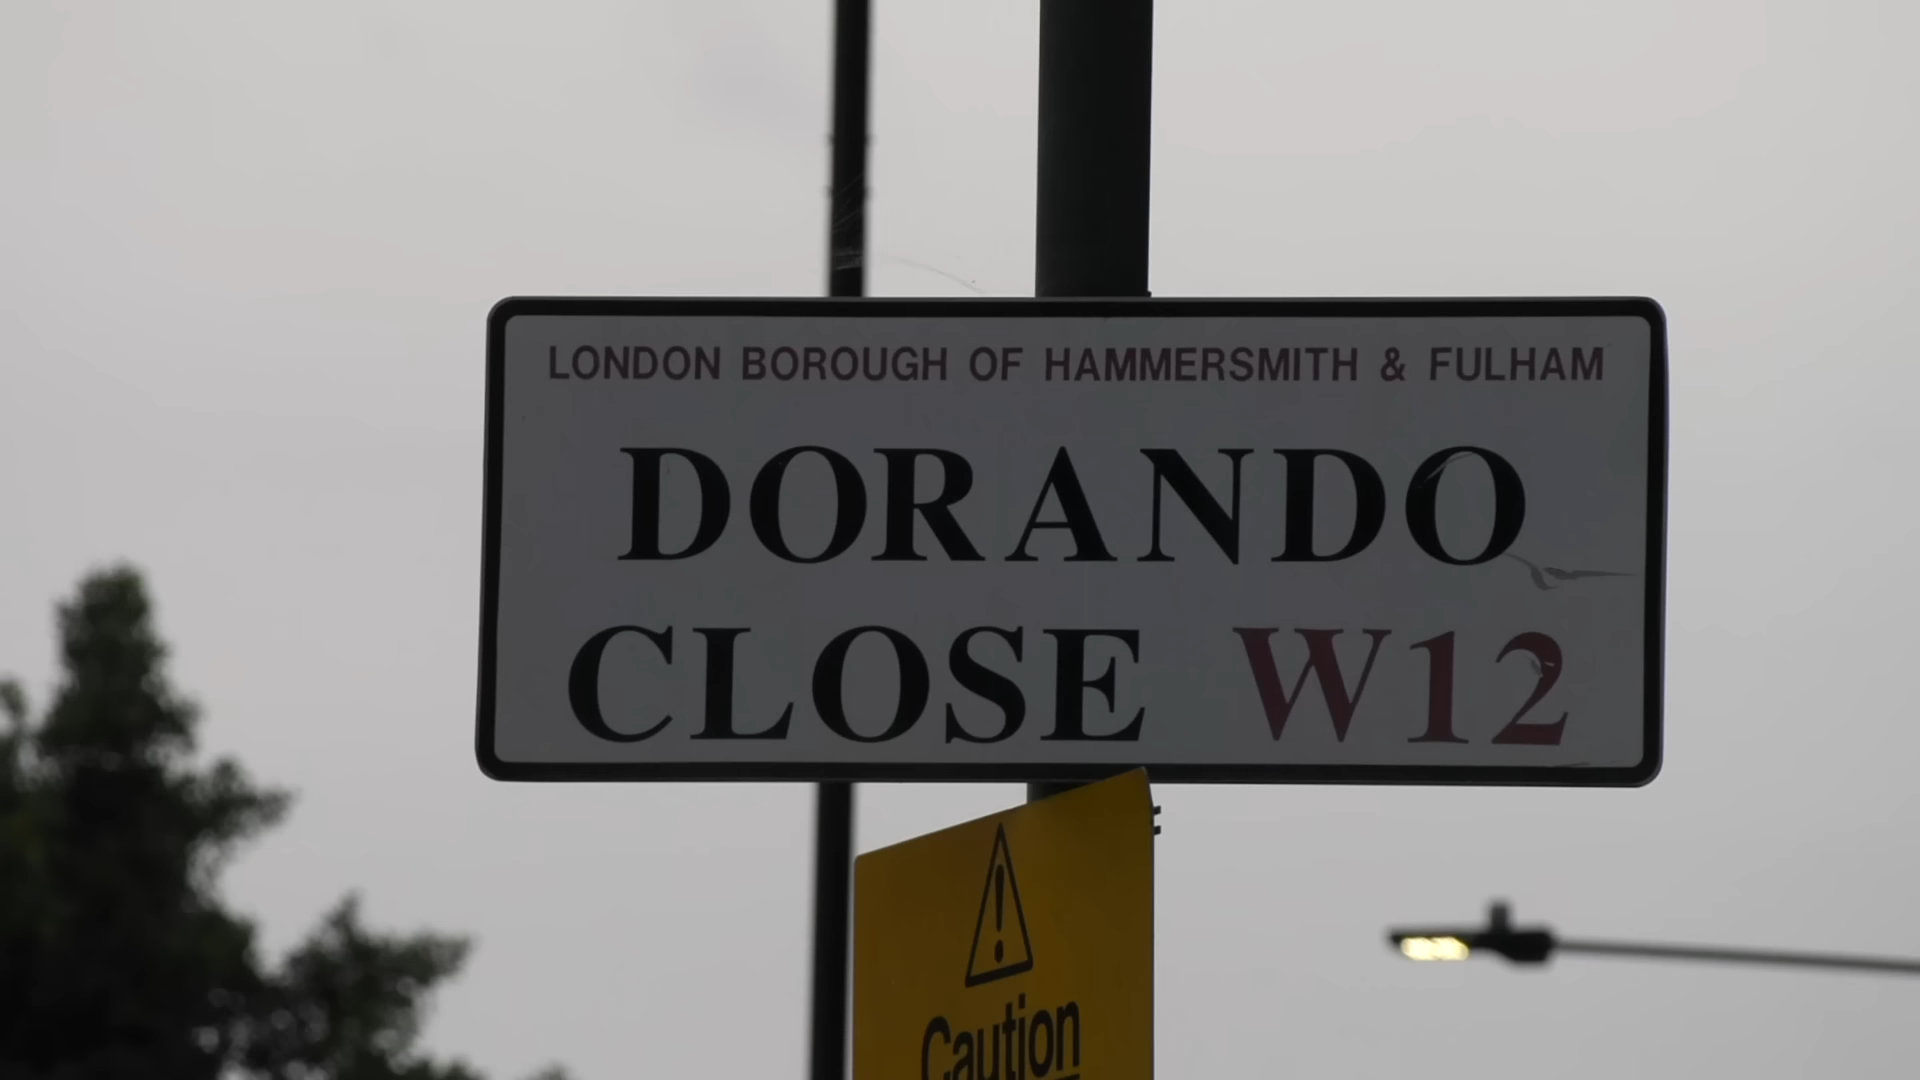 LONDON BOROUGH OF HAMMERSMITH & FULHAM
DORANDO
CLOSE W12
!
Caution